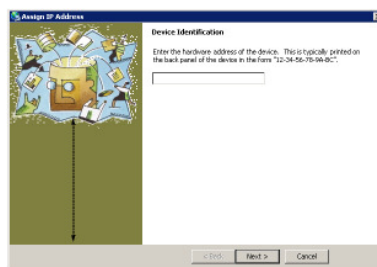 Assign IP Address
Device Identification
Enter the hardware address of the device. This is typically printed on
the back panel of the device in the form "12-34-56-78-9A-BC".
< Back
Next >
Cancel